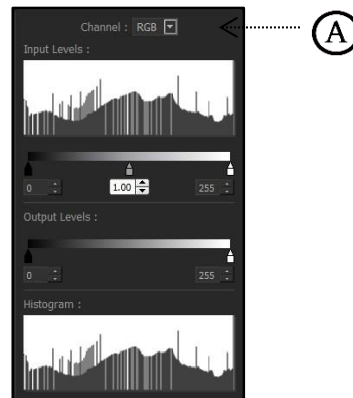 Channel : RGB A
Input Levels :
0 1.00 255
Output Levels :
0 255
Histogram :